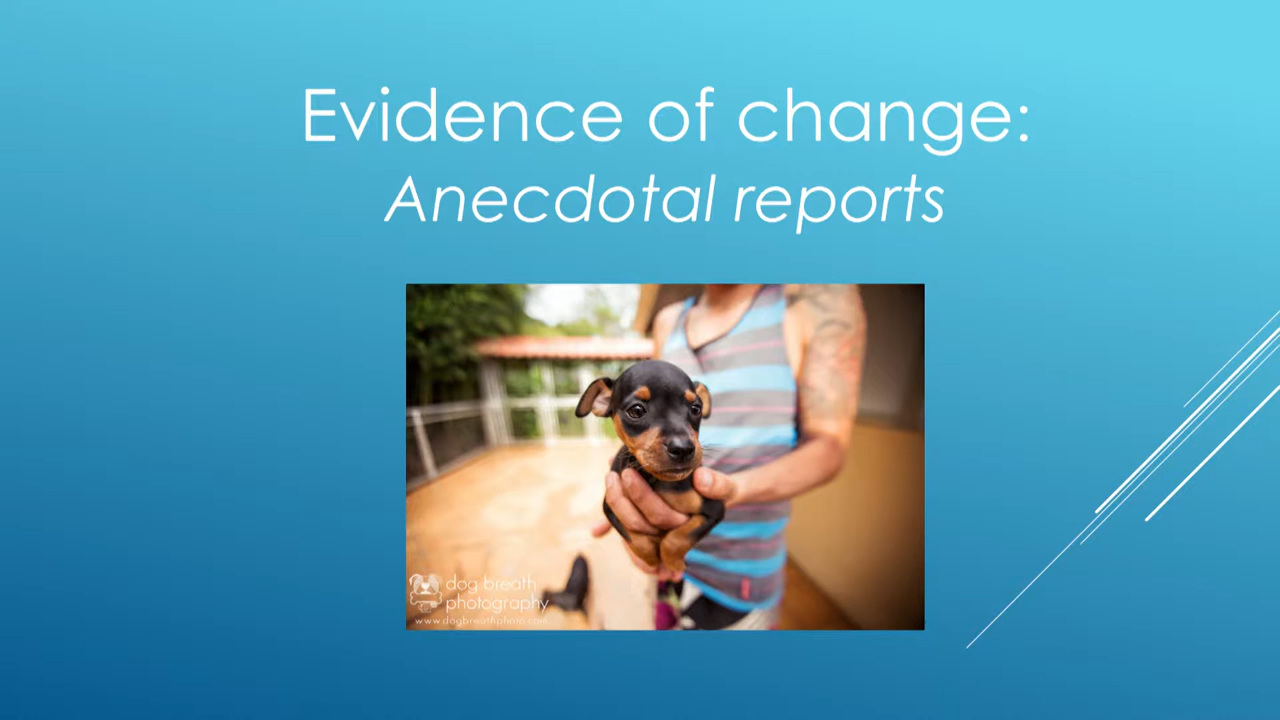 Evidence of change:
Anecdotal reports
dog breath
photography
www.dogbreathphoto.com